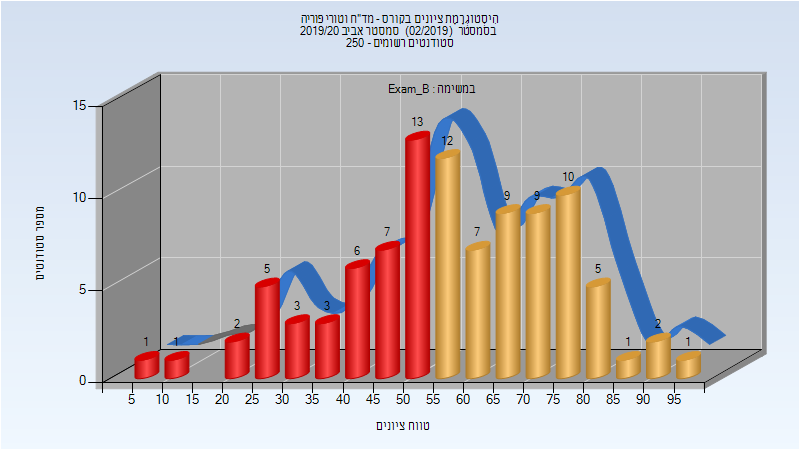 היסטוגרמת ציונים בקורס - מד"ח וטורי פוריה
בסמסטר (02/2019) סמסטר אביב 2019/20
סטודנטים רשומים - 250
במשימה : Exam_B
מספר סטודנטים
15
10
5
0
1 1 2 5 3 3 6 7 13 12 7 9 9 10 5 1 2 1
5 10 15 20 25 30 35 40 45 50 55 60 65 70 75 80 85 90 95
טווח ציונים